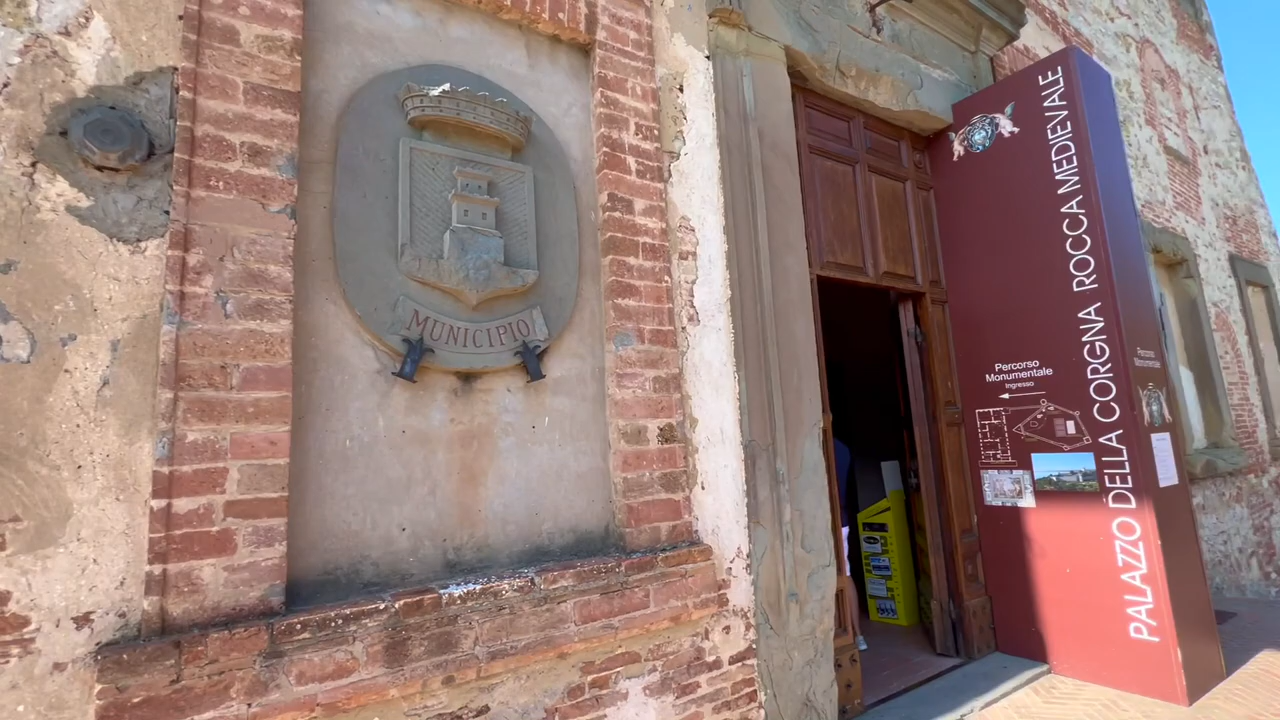 MUNICIPIO
PALAZZO DELLA CORGNA ROCCA MEDIEVALE
Percorso
Monumentale
Ingresso
Percorso
Monumentale